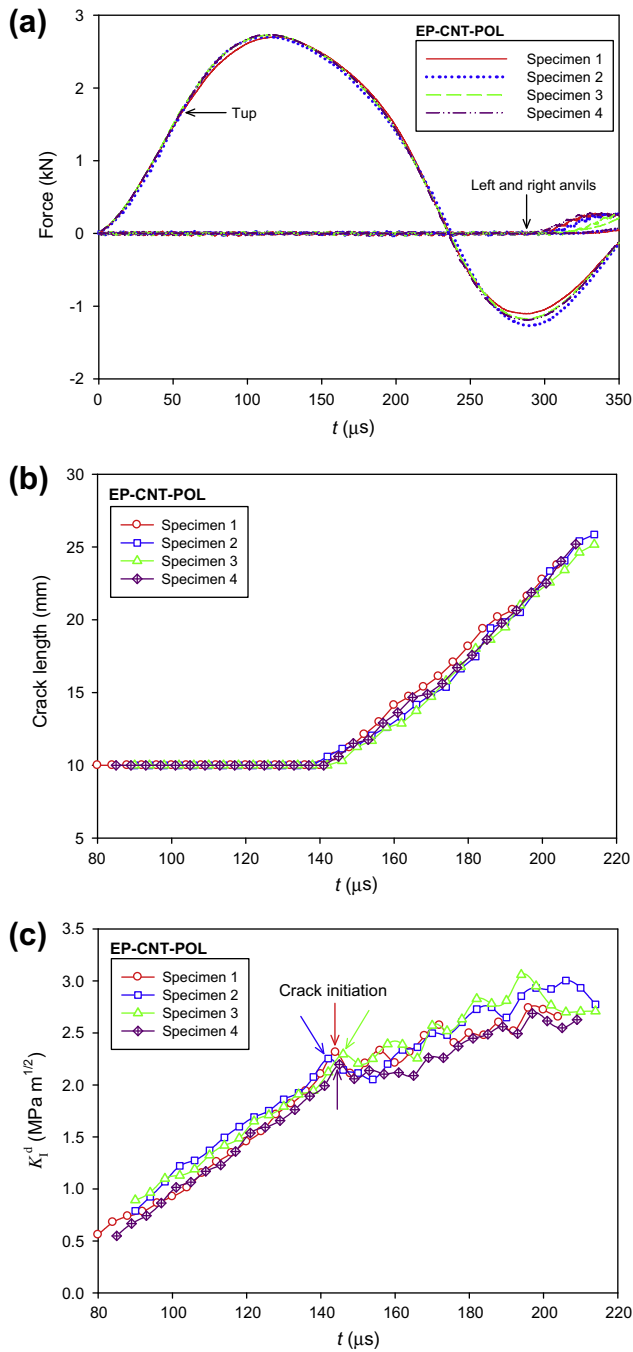 (a)
3
2
1
0
-1
-2
Force (kN)
EP-CNT-POL
Specimen 1
Specimen 2
Specimen 3
Specimen 4
Tup
Left and right anvils
0 50 100 150 200 250 300 350
t (μs)
(b)
30
25
20
15
10
5
Crack length (mm)
EP-CNT-POL
Specimen 1
Specimen 2
Specimen 3
Specimen 4
80 100 120 140 160 180 200 220
t (μs)
(c)
3.5
3.0
2.5
2.0
1.5
1.0
0.5
0.0
K_I^d (MPa m^1/2)
EP-CNT-POL
Specimen 1
Specimen 2
Specimen 3
Specimen 4
Crack initiation
80 100 120 140 160 180 200 220
t (μs)